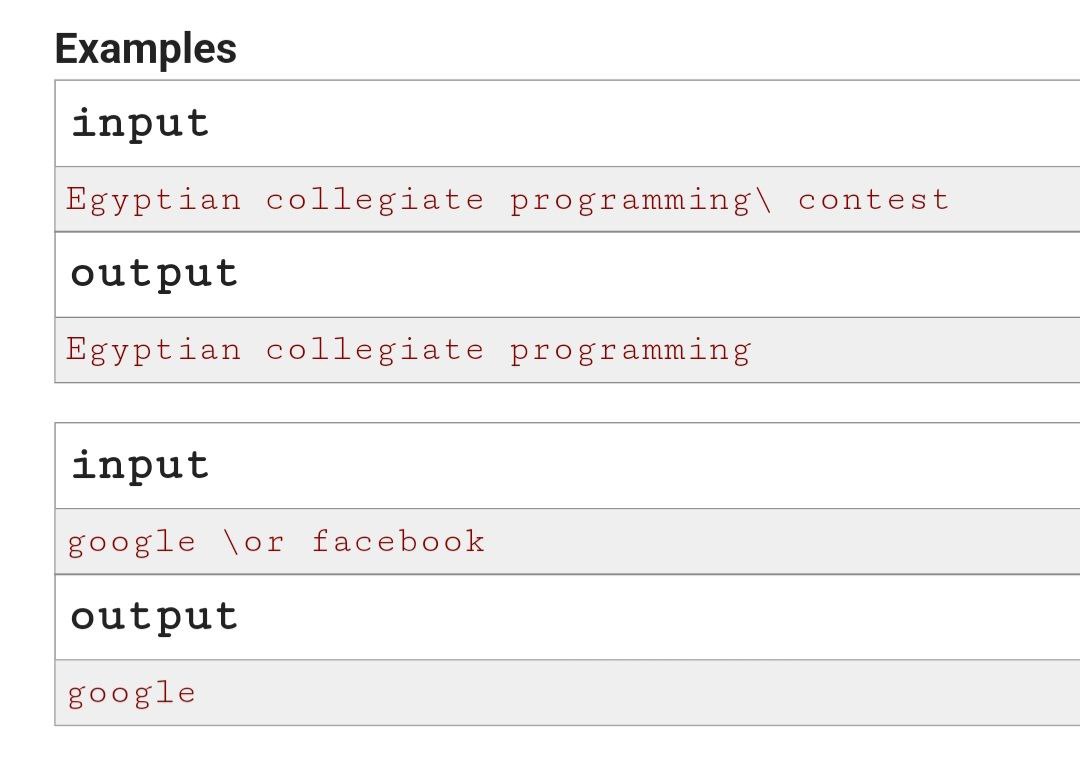 Examples
input
Egyptian collegiate programming\ contest
output
Egyptian collegiate programming
input
google \or facebook
output
google